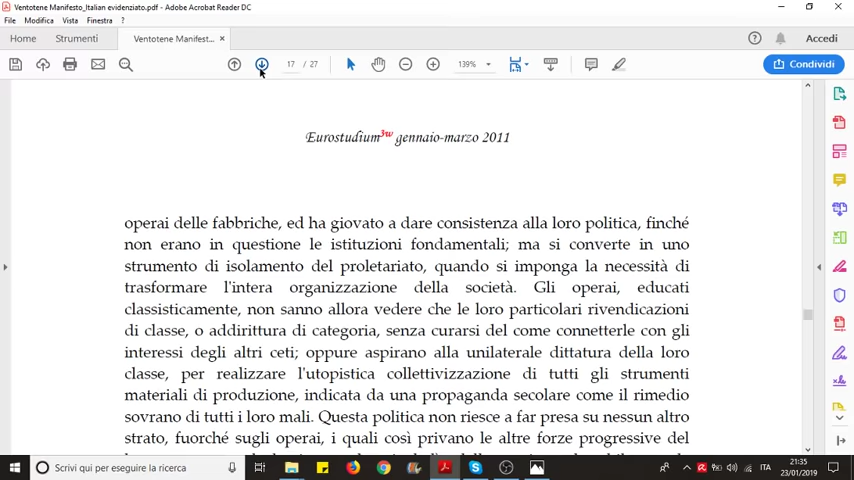 Ventotene Manifesto_Italian evidenziato.pdf - Adobe Acrobat Reader DC
File Modifica Vista Finestra ?
Home Strumenti Ventotene Manifest... × Accedi
17 / 27 139% Condividi
Eurostudium3w gennaio-marzo 2011
operai delle fabbriche, ed ha giovato a dare consistenza alla loro politica, finché
non erano in questione le istituzioni fondamentali; ma si converte in uno
strumento di isolamento del proletariato, quando si imponga la necessità di
trasformare l'intera organizzazione della società. Gli operai, educati
classisticamente, non sanno allora vedere che le loro particolari rivendicazioni
di classe, o addirittura di categoria, senza curarsi del come connetterle con gli
interessi degli altri ceti; oppure aspirano alla unilaterale dittatura della loro
classe, per realizzare l'utopistica collettivizzazione di tutti gli strumenti
materiali di produzione, indicata da una propaganda secolare come il rimedio
sovrano di tutti i loro mali. Questa politica non riesce a far presa su nessun altro
strato, fuorché sugli operai, i quali così privano le altre forze progressive del
Scrivi qui per eseguire la ricerca
ITA
21:35
23/01/2019